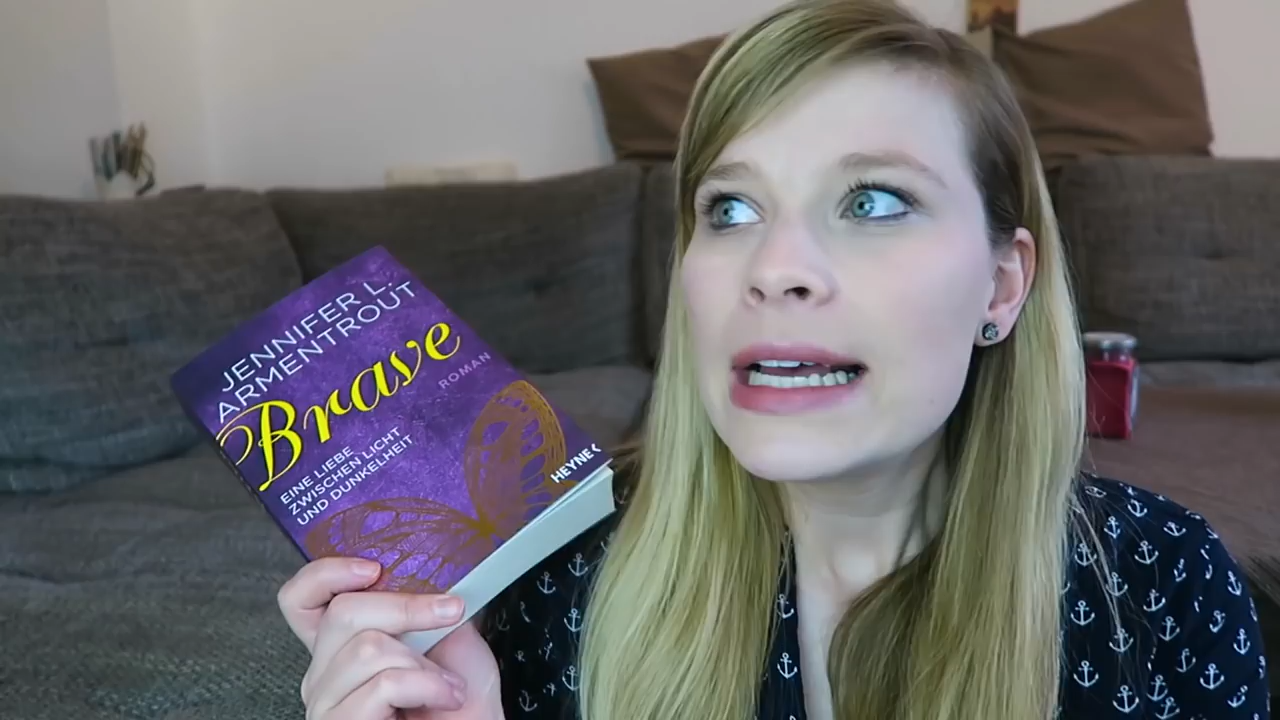 JENNIFER L.
ARMENTROUT
Brave
ROMAN
EINE LIEBE
ZWISCHEN LICHT
UND DUNKELHEIT
HEYNE <